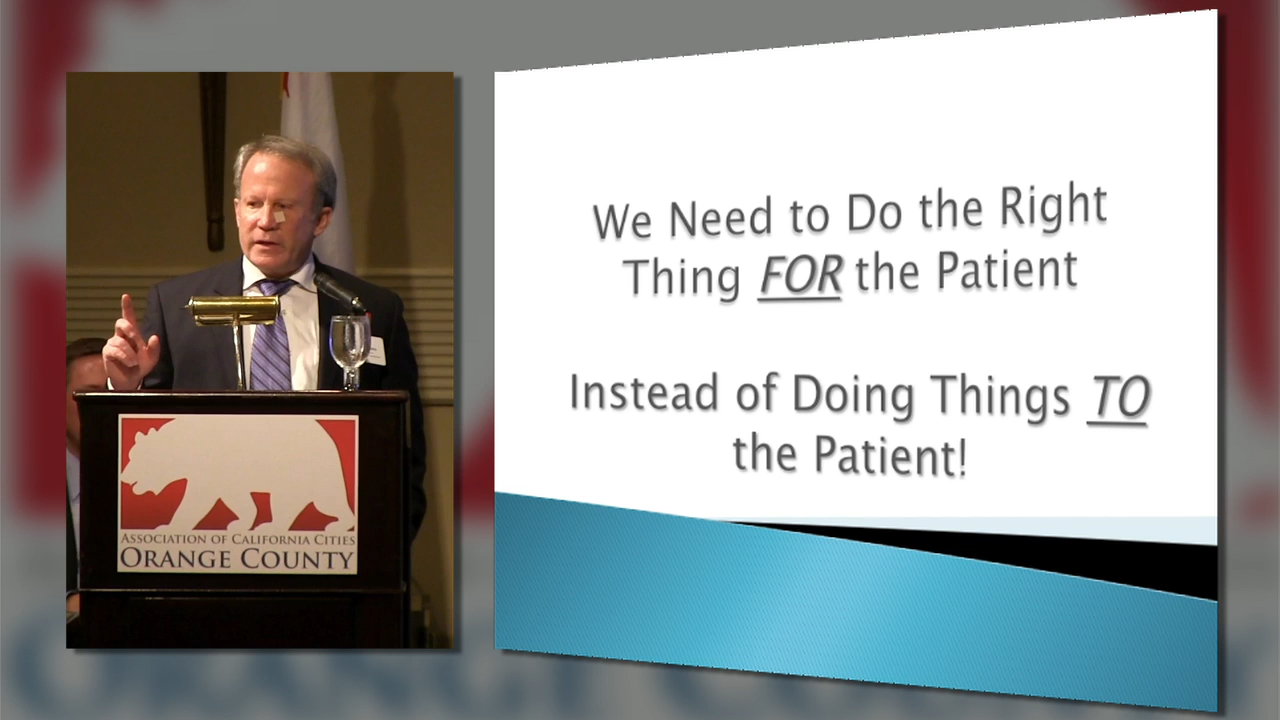 We Need to Do the Right
Thing FOR the Patient
Instead of Doing Things TO
the Patient!
ASSOCIATION OF CALIFORNIA CITIES
ORANGE COUNTY